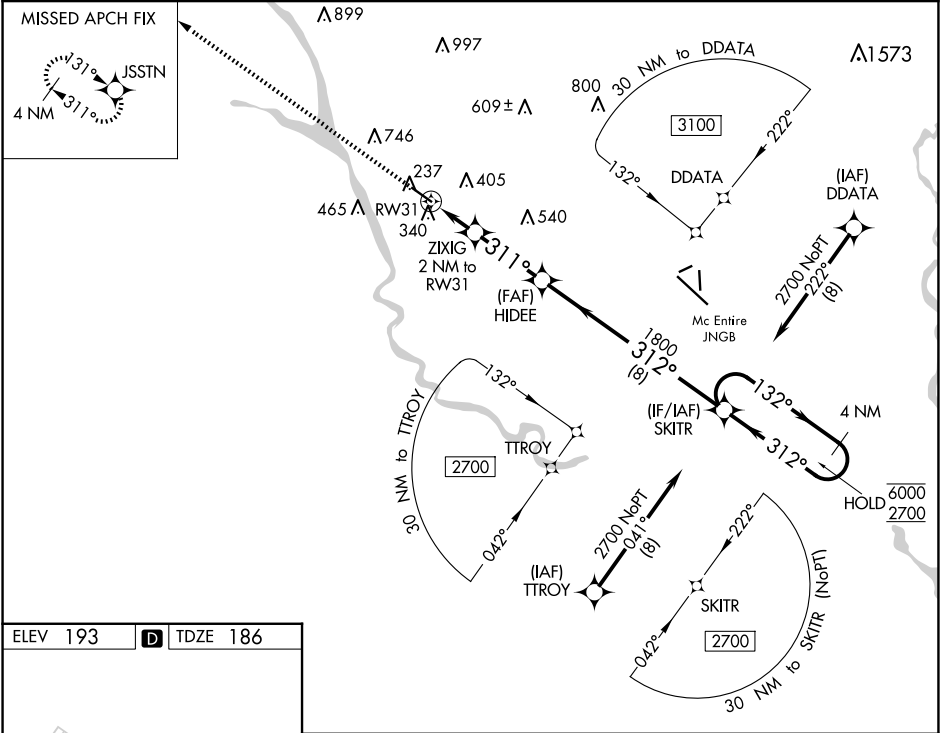 MISSED APCH FIX
131°
JSSTN
4 NM
311°
899
997
1573
30 NM to DDATA
800
609±
3100
222°
132°
DDATA
746
237
405
465
RW31
340
540
ZIXIG
2 NM to
RW31
311°
(FAF)
HIDEE
(IAF)
DDATA
2700 NoPT
222°
(8)
Mc Entire
JNGB
1800
312°
(8)
(IF/IAF)
SKITR
132°
4 NM
312°
HOLD
6000
2700
30 NM to TTROY
132°
TTROY
2700
042°
2700 NoPT
041°
(8)
(IAF)
TTROY
222°
SKITR
2700
042°
30 NM to SKITR (NoPT)
ELEV 193 D TDZE 186